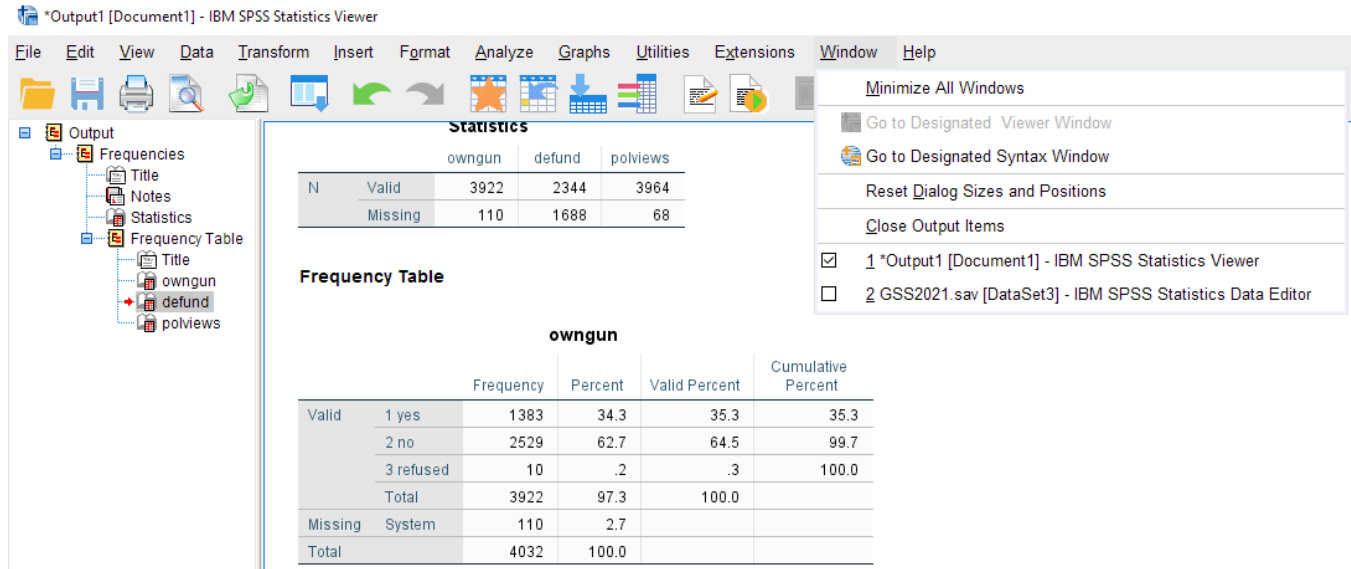 *Output1 [Document1] - IBM SPSS Statistics Viewer
File Edit View Data Transform Insert Format Analyze Graphs Utilities Extensions Window Help
Minimize All Windows
Go to Designated Viewer Window
Go to Designated Syntax Window
Reset Dialog Sizes and Positions
Close Output Items
1 *Output1 [Document1] - IBM SPSS Statistics Viewer
2 GSS2021.sav [DataSet3] - IBM SPSS Statistics Data Editor
Output
Frequencies
Title
Notes
Statistics
Frequency Table
Title
owngun
defund
polviews
Statistics
owngun defund polviews
N Valid 3922 2344 3964
Missing 110 1688 68
Frequency Table
owngun
Frequency Percent Valid Percent Cumulative Percent
Valid 1 yes 1383 34.3 35.3 35.3
2 no 2529 62.7 64.5 99.7
3 refused 10 .2 .3 100.0
Total 3922 97.3 100.0
Missing System 110 2.7
Total 4032 100.0